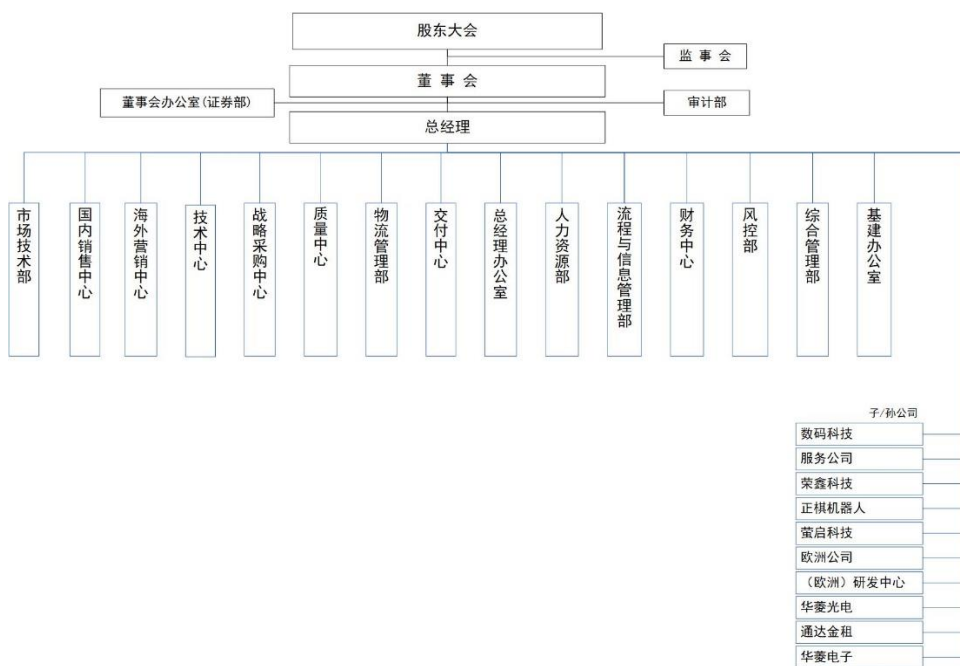 股东大会
监 事 会
董 事 会
董事会办公室(证券部)
审计部
总经理
市场技术部
国内销售中心
海外营销中心
技术中心
战略采购中心
质量中心
物流管理部
交付中心
总经理办公室
人力资源部
流程与信息管理部
财务中心
风控部
综合管理部
基建办公室
子/孙公司
数码科技
服务公司
荣鑫科技
正棋机器人
萤启科技
欧洲公司
（欧洲）研发中心
华菱光电
通达金租
华菱电子